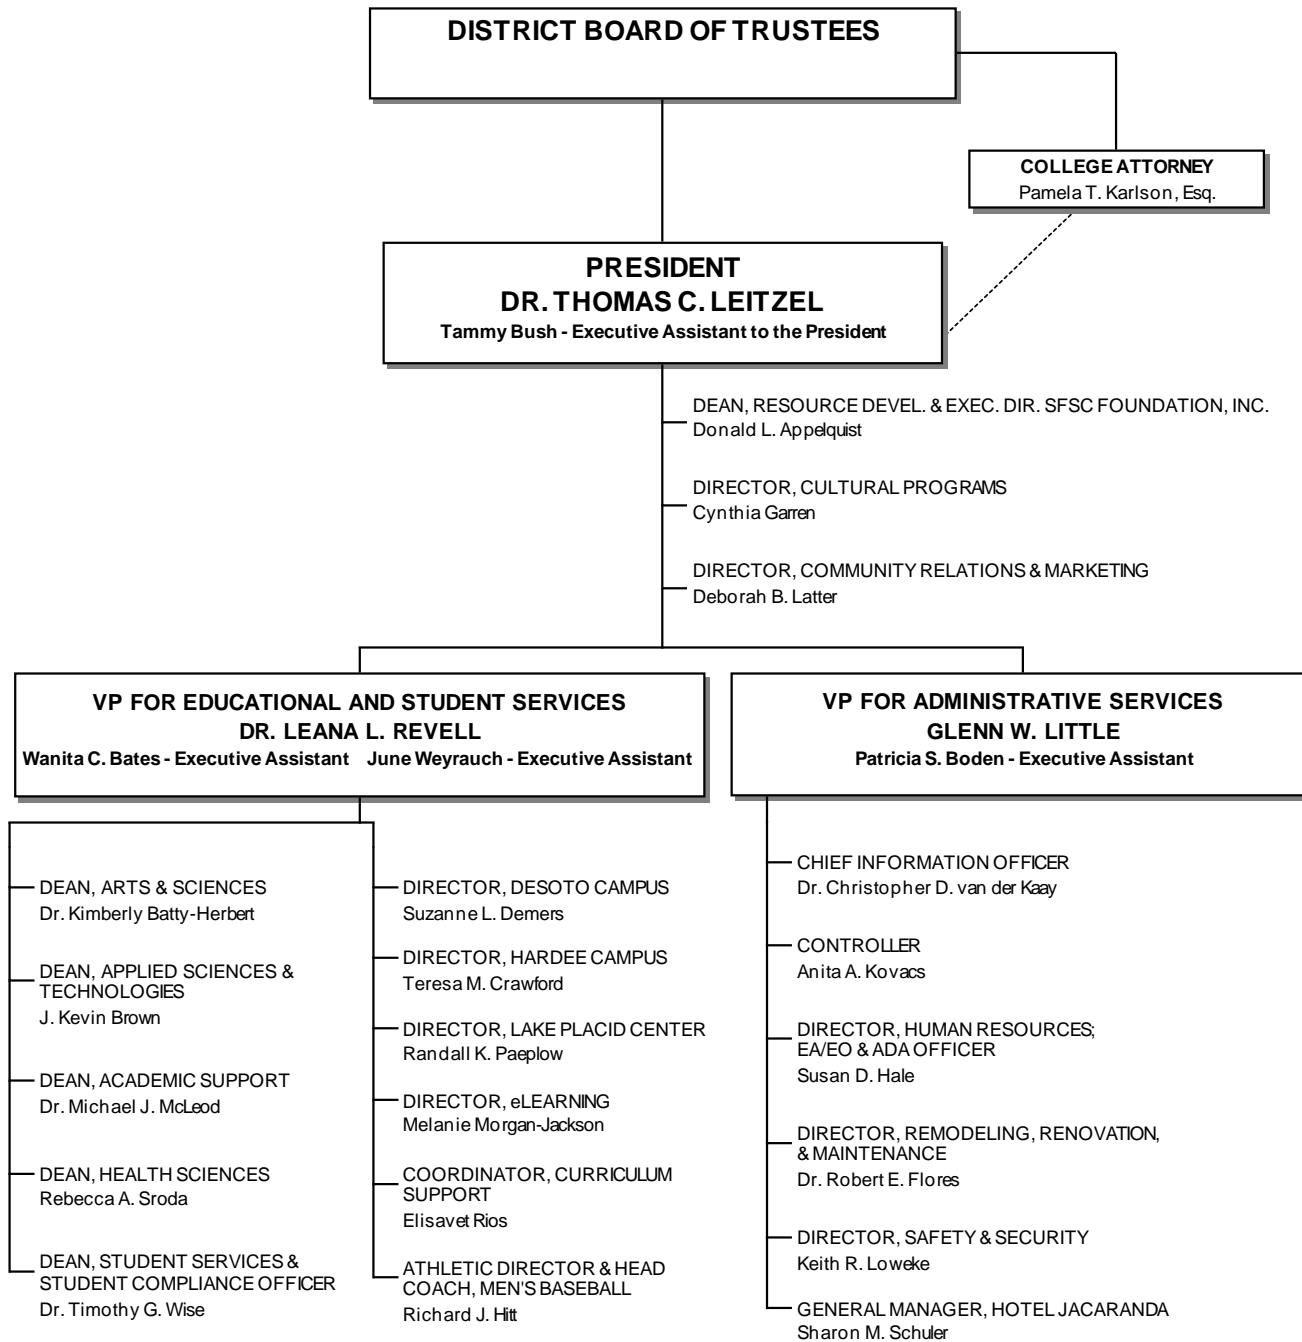 DISTRICT BOARD OF TRUSTEES
COLLEGE ATTORNEY
Pamela T. Karlson, Esq.
PRESIDENT
DR. THOMAS C. LEITZEL
Tammy Bush - Executive Assistant to the President
DEAN, RESOURCE DEVEL. & EXEC. DIR. SFSC FOUNDATION, INC.
Donald L. Appelquist
DIRECTOR, CULTURAL PROGRAMS
Cynthia Garren
DIRECTOR, COMMUNITY RELATIONS & MARKETING
Deborah B. Latter
VP FOR EDUCATIONAL AND STUDENT SERVICES
DR. LEANA L. REVELL
Wanita C. Bates - Executive Assistant June Weyrauch - Executive Assistant
VP FOR ADMINISTRATIVE SERVICES
GLENN W. LITTLE
Patricia S. Boden - Executive Assistant
DEAN, ARTS & SCIENCES
Dr. Kimberly Batty-Herbert
DEAN, APPLIED SCIENCES &
TECHNOLOGIES
J. Kevin Brown
DEAN, ACADEMIC SUPPORT
Dr. Michael J. McLeod
DEAN, HEALTH SCIENCES
Rebecca A. Sroda
DEAN, STUDENT SERVICES &
STUDENT COMPLIANCE OFFICER
Dr. Timothy G. Wise
DIRECTOR, DESOTO CAMPUS
Suzanne L. Demers
DIRECTOR, HARDEE CAMPUS
Teresa M. Crawford
DIRECTOR, LAKE PLACID CENTER
Randall K. Paeplow
DIRECTOR, eLEARNING
Melanie Morgan-Jackson
COORDINATOR, CURRICULUM
SUPPORT
Elisavet Rios
ATHLETIC DIRECTOR & HEAD
COACH, MEN'S BASEBALL
Richard J. Hitt
CHIEF INFORMATION OFFICER
Dr. Christopher D. van der Kaay
CONTROLLER
Anita A. Kovacs
DIRECTOR, HUMAN RESOURCES;
EA/EO & ADA OFFICER
Susan D. Hale
DIRECTOR, REMODELING, RENOVATION,
& MAINTENANCE
Dr. Robert E. Flores
DIRECTOR, SAFETY & SECURITY
Keith R. Loweke
GENERAL MANAGER, HOTEL JACARANDA
Sharon M. Schuler